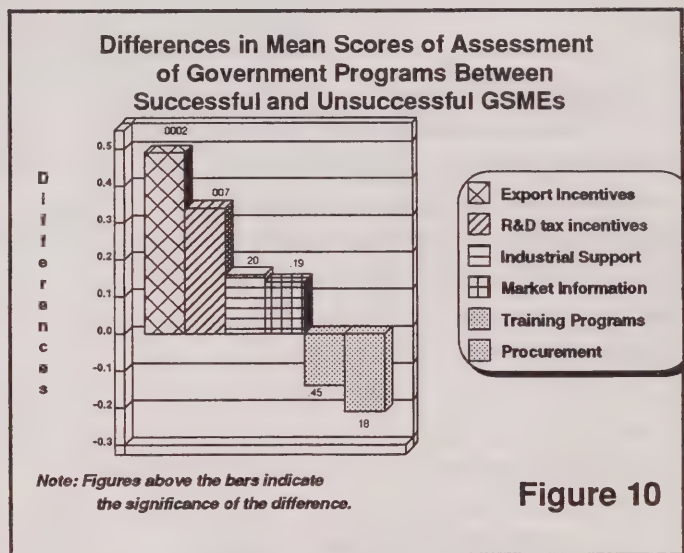 Differences in Mean Scores of Assessment
of Government Programs Between
Successful and Unsuccessful GSMEs
Differences
0.5
0.4
0.3
0.2
0.1
0.0
-0.1
-0.2
-0.3
0002
007
20
.19
.45
18
Export Incentives
R&D tax incentives
Industrial Support
Market Information
Training Programs
Procurement
Note: Figures above the bars indicate
the significance of the difference.
Figure 10